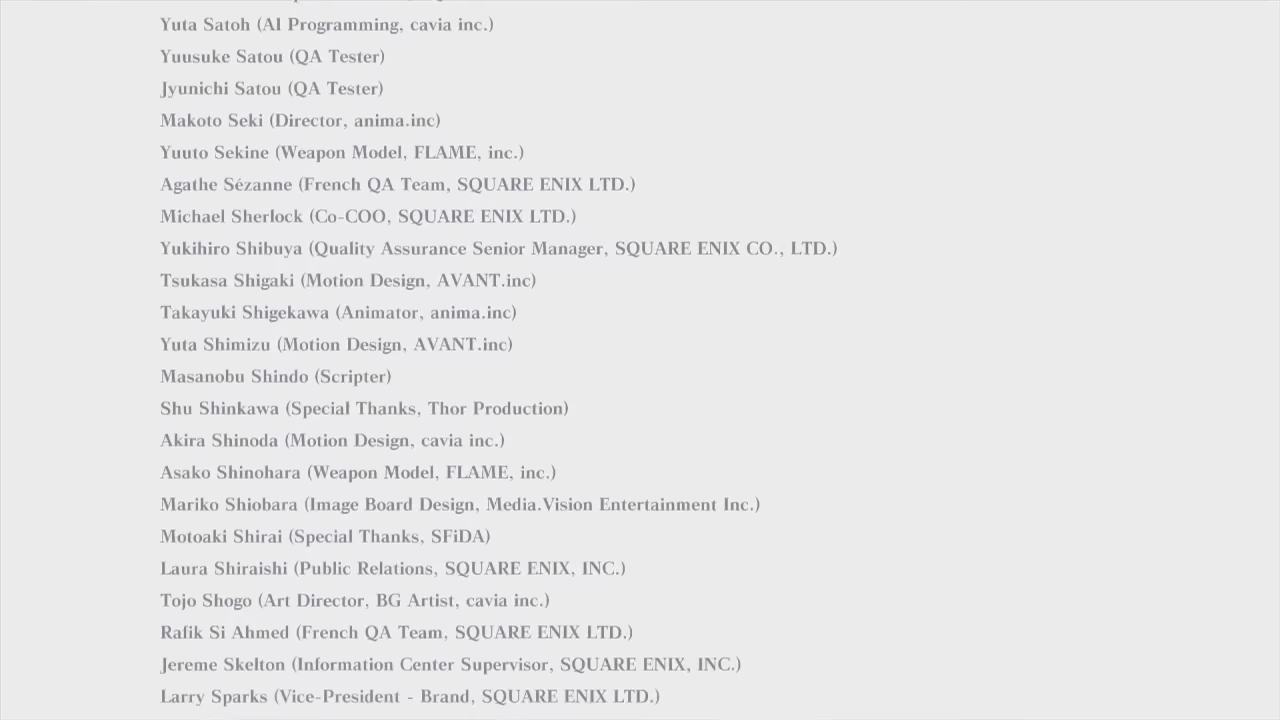 Yuta Satoh (AI Programming, cavia inc.)
Yuusuke Satou (QA Tester)
Jyunichi Satou (QA Tester)
Makoto Seki (Director, anima.inc)
Yuuto Sekine (Weapon Model, FLAME, inc.)
Agathe Sézanne (French QA Team, SQUARE ENIX LTD.)
Michael Sherlock (Co-COO, SQUARE ENIX LTD.)
Yukihiro Shibuya (Quality Assurance Senior Manager, SQUARE ENIX CO., LTD.)
Tsukasa Shigaki (Motion Design, AVANT.inc)
Takayuki Shigekawa (Animator, anima.inc)
Yuta Shimizu (Motion Design, AVANT.inc)
Masanobu Shindo (Scripter)
Shu Shinkawa (Special Thanks, Thor Production)
Akira Shinoda (Motion Design, cavia inc.)
Asako Shinohara (Weapon Model, FLAME, inc.)
Mariko Shiobara (Image Board Design, Media.Vision Entertainment Inc.)
Motoaki Shirai (Special Thanks, SFiDA)
Laura Shiraishi (Public Relations, SQUARE ENIX, INC.)
Tojo Shogo (Art Director, BG Artist, cavia inc.)
Rafik Si Ahmed (French QA Team, SQUARE ENIX LTD.)
Jereme Skelton (Information Center Supervisor, SQUARE ENIX, INC.)
Larry Sparks (Vice-President - Brand, SQUARE ENIX LTD.)